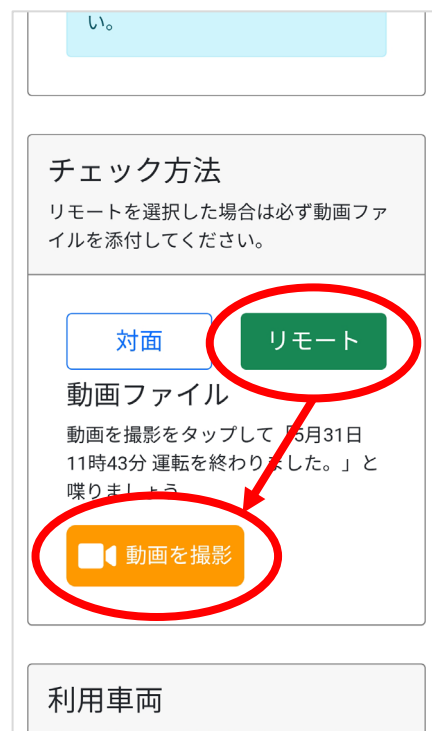 い。
チェック方法
リモートを選択した場合は必ず動画ファ
イルを添付してください。
対面
リモート
動画ファイル
動画を撮影をタップして「5月31日
11時43分 運転を終わりました。」と
喋りましょう
動画を撮影
利用車両